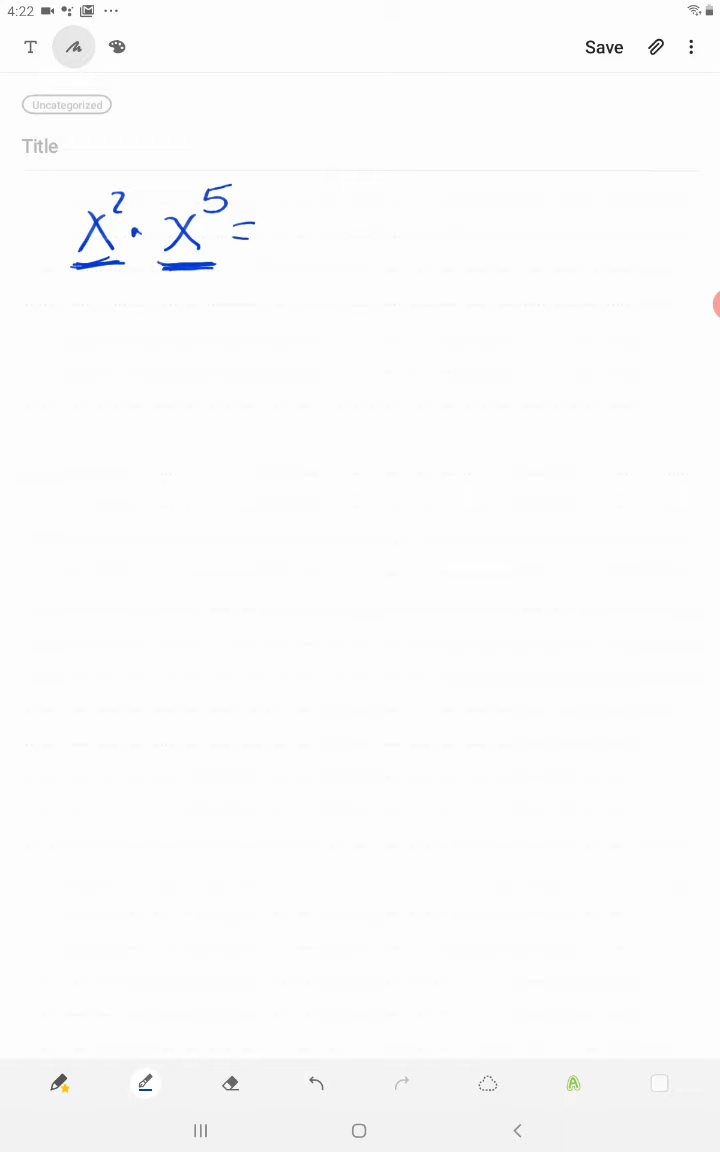 4:22
T Save
Uncategorized
Title
x² · x⁵ =
A